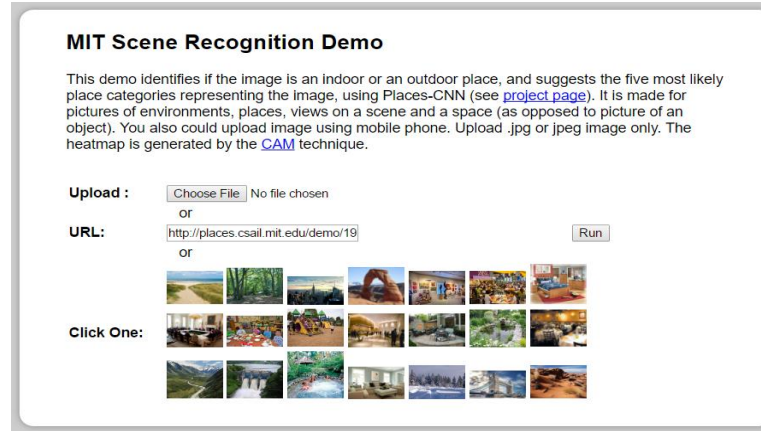 MIT Scene Recognition Demo
This demo identifies if the image is an indoor or an outdoor place, and suggests the five most likely
place categories representing the image, using Places-CNN (see project page). It is made for
pictures of environments, places, views on a scene and a space (as opposed to picture of an
object). You also could upload image using mobile phone. Upload .jpg or jpeg image only. The
heatmap is generated by the CAM technique.
Upload : Choose File No file chosen
or
URL: http://places.csail.mit.edu/demo/19 Run
or
Click One: